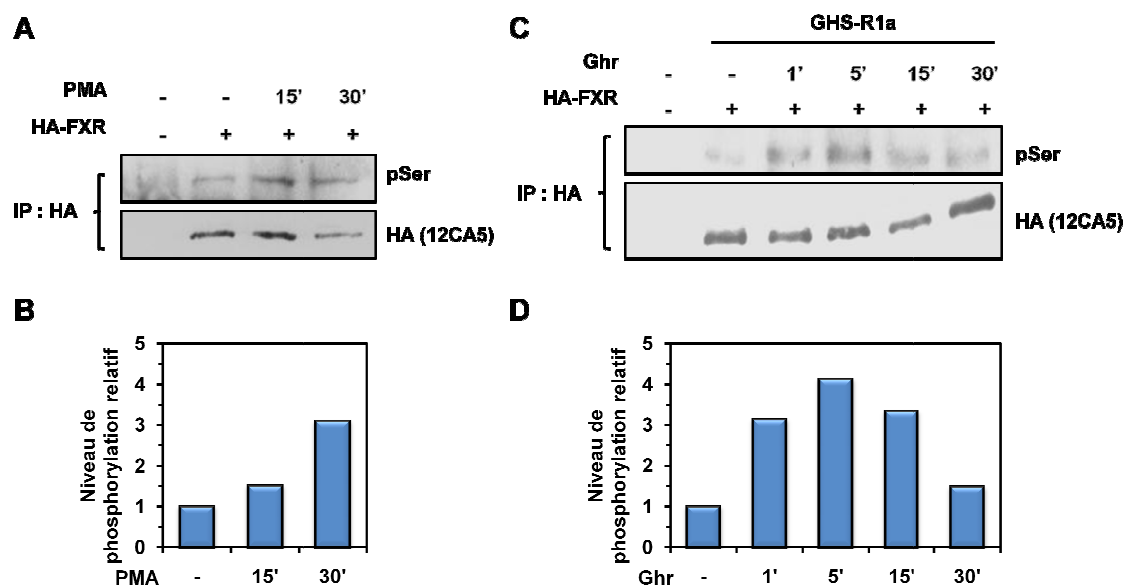 A
PMA - - 15’ 30’
HA-FXR - + + +
IP : HA
pSer
HA (12CA5)
B
Niveau de
phosphorylation relatif
5
4
3
2
1
0
PMA - 15' 30'
C
GHS-R1a
Ghr - - 1’ 5’ 15’ 30’
HA-FXR - + + + + +
IP : HA
pSer
HA (12CA5)
D
Niveau de
phosphorylation relatif
5
4
3
2
1
0
Ghr - 1' 5' 15' 30'